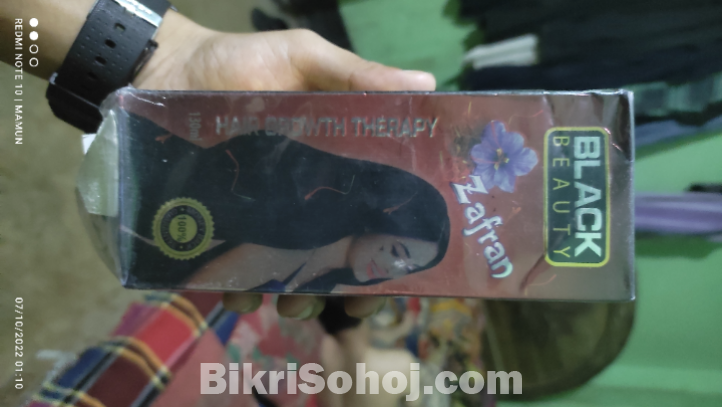 BLACK
BEAUTY
Zafran
HAIR GROWTH THERAPY
100%
REDMI NOTE 10 | MAMUN
07/10/2022 01:10
BikriSohoj.com